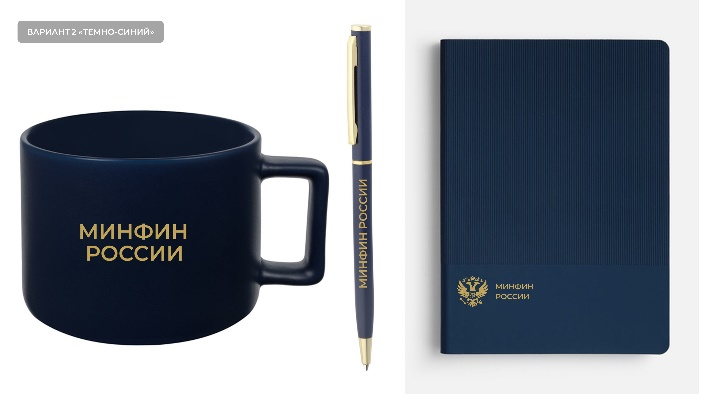 ВАРИАНТ 2 «ТЕМНО-СИНИЙ»
МИНФИН
РОССИИ
МИНФИН РОССИИ
МИНФИН
РОССИИ